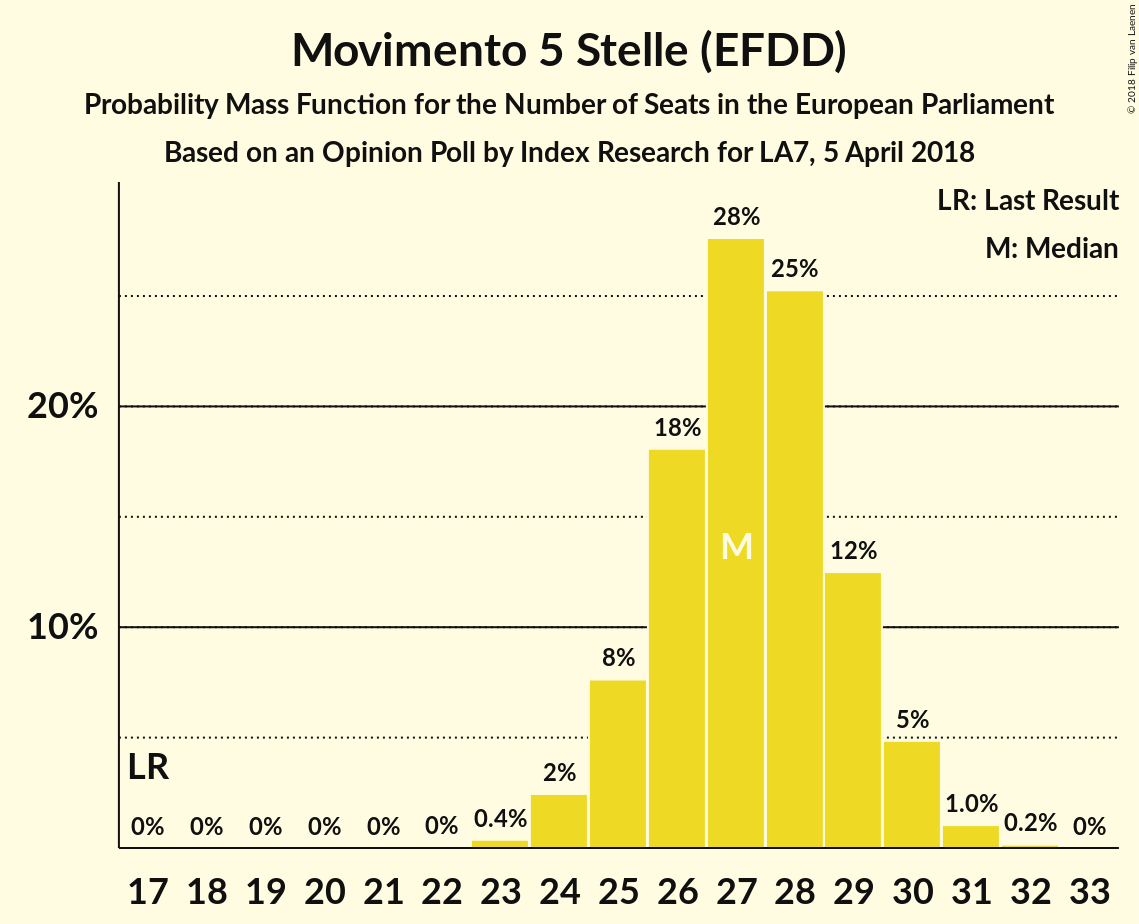 Movimento 5 Stelle (EFDD)
Probability Mass Function for the Number of Seats in the European Parliament
Based on an Opinion Poll by Index Research for LA7, 5 April 2018
© 2018 Filip van Laenen
LR: Last Result
M: Median
28%
25%
20%
18%
M
12%
10%
8%
5%
LR
2%
1.0%
0% 0% 0% 0% 0% 0% 0.4% 0.2% 0%
17 18 19 20 21 22 23 24 25 26 27 28 29 30 31 32 33